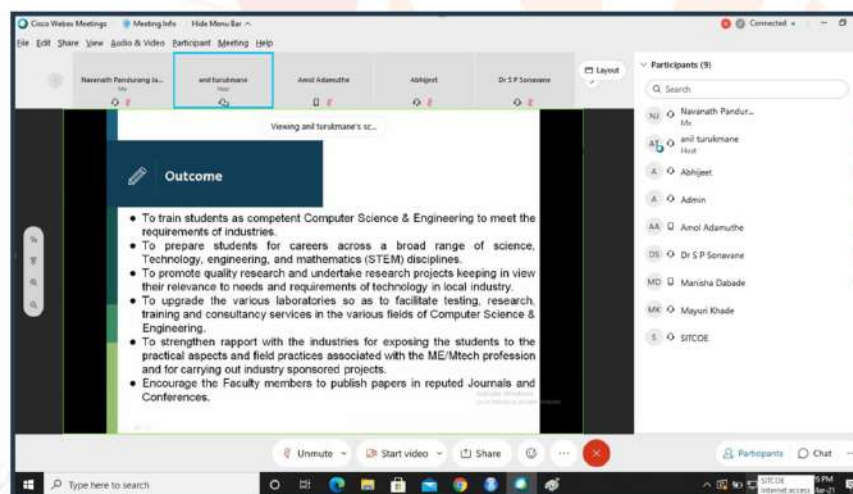 Cisco Webex Meetings
Meeting Info
Hide Menu Bar
Connected
File Edit Share View Audio & Video Participant Meeting Help
Navanath Pandurang Ja...
Me
anil turukmane
Host
Amol Adamuthe
Abhijeet
Dr S P Sonavane
Layout
Viewing anil turukmane's sc...
Outcome
• To train students as competent Computer Science & Engineering to meet the
requirements of industries.
• To prepare students for careers across a broad range of science,
Technology, engineering, and mathematics (STEM) disciplines.
• To promote quality research and undertake research projects keeping in view
their relevance to needs and requirements of technology in local industry.
• To upgrade the various laboratories so as to facilitate testing, research,
training and consultancy services in the various fields of Computer Science &
Engineering.
• To strengthen rapport with the industries for exposing the students to the
practical aspects and field practices associated with the ME/Mtech profession
and for carrying out industry sponsored projects.
• Encourage the Faculty members to publish papers in reputed Journals and
Conferences.
Participants (9)
Search
NJ Navanath Pandur...
Me
AT anil turukmane
Host
A Abhijeet
A Admin
AA Amol Adamuthe
DS Dr S P Sonavane
MD Manisha Dabade
MK Mayuri Khade
S SITCOE
Unmute
Start video
Share
Participants
Chat
Type here to search
SITCOE
Internet access
5 PM